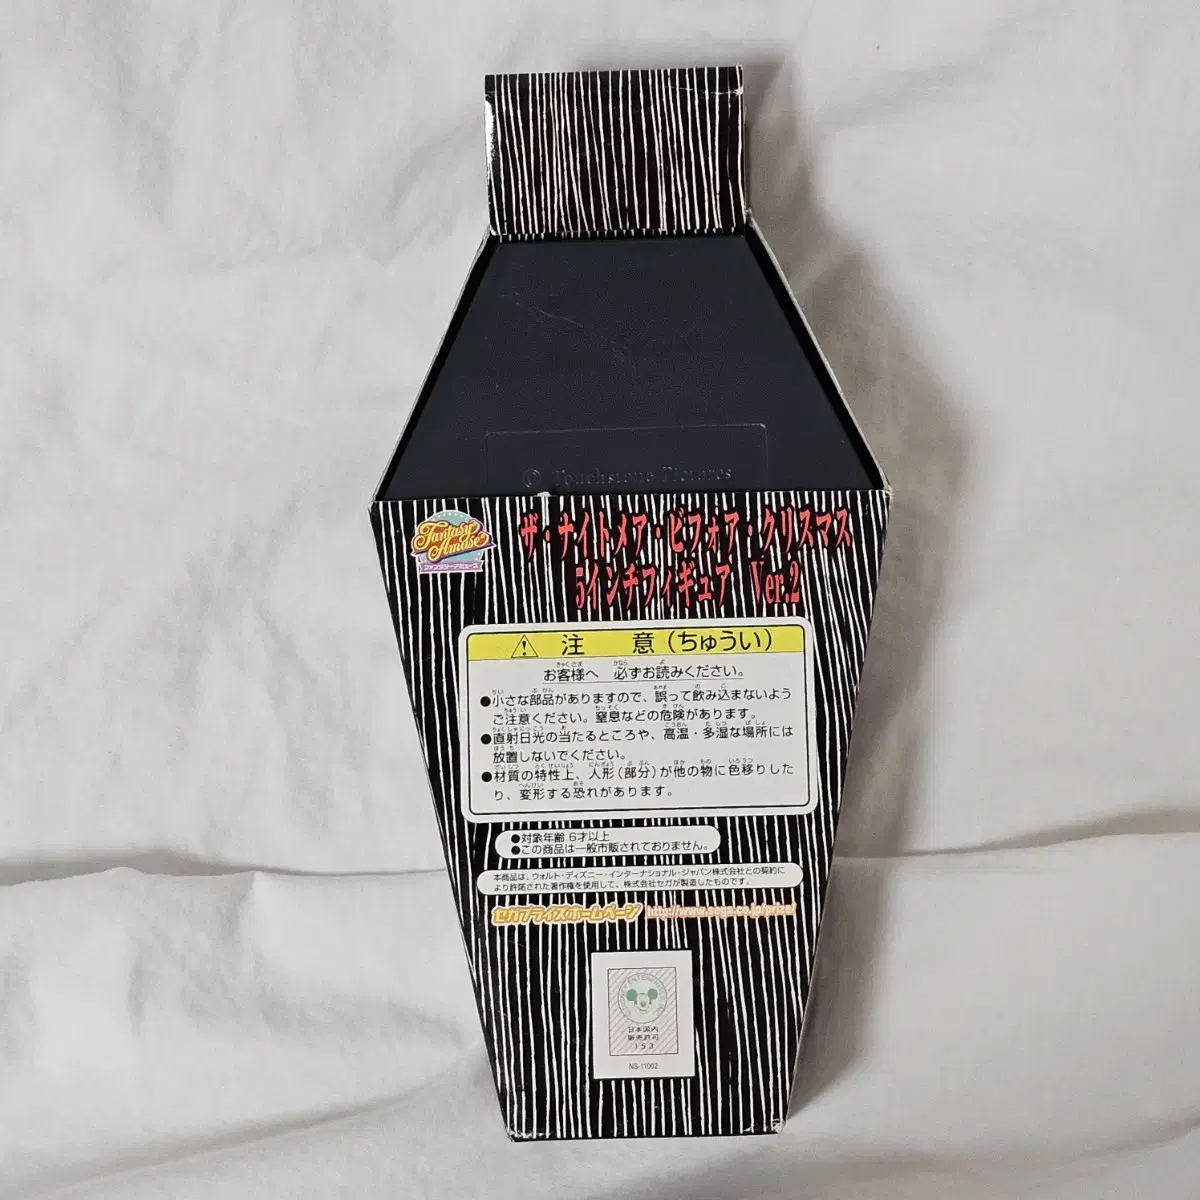 © Touchstone Pictures
Fantasy
Amuse
ファンタジーアミューズ
ザ・ナイトメア・ビフォア・クリスマス
5インチフィギュア Ver.2
注 意(ちゅうい)
お客様へ 必ずお読みください。
●小さな部品がありますので、誤って飲み込まないよう
ご注意ください。窒息などの危険があります。
●直射日光の当たるところや、高温・多湿な場所には
放置しないでください。
●材質の特性上、人形(部分)が他の物に色移りした
り、変形する恐れがあります。
●対象年齢 6才以上
●この商品は一般市販されておりません。
本商品は、ウォルト・ディズニー・インターナショナル・ジャパン株式会社との契約に
より許諾された著作権を使用して、株式会社セガが製造したものです。
セガプライズホームページ http://www.sega.co.jp/prize/
日本国内
販売許可
153
NS-11002